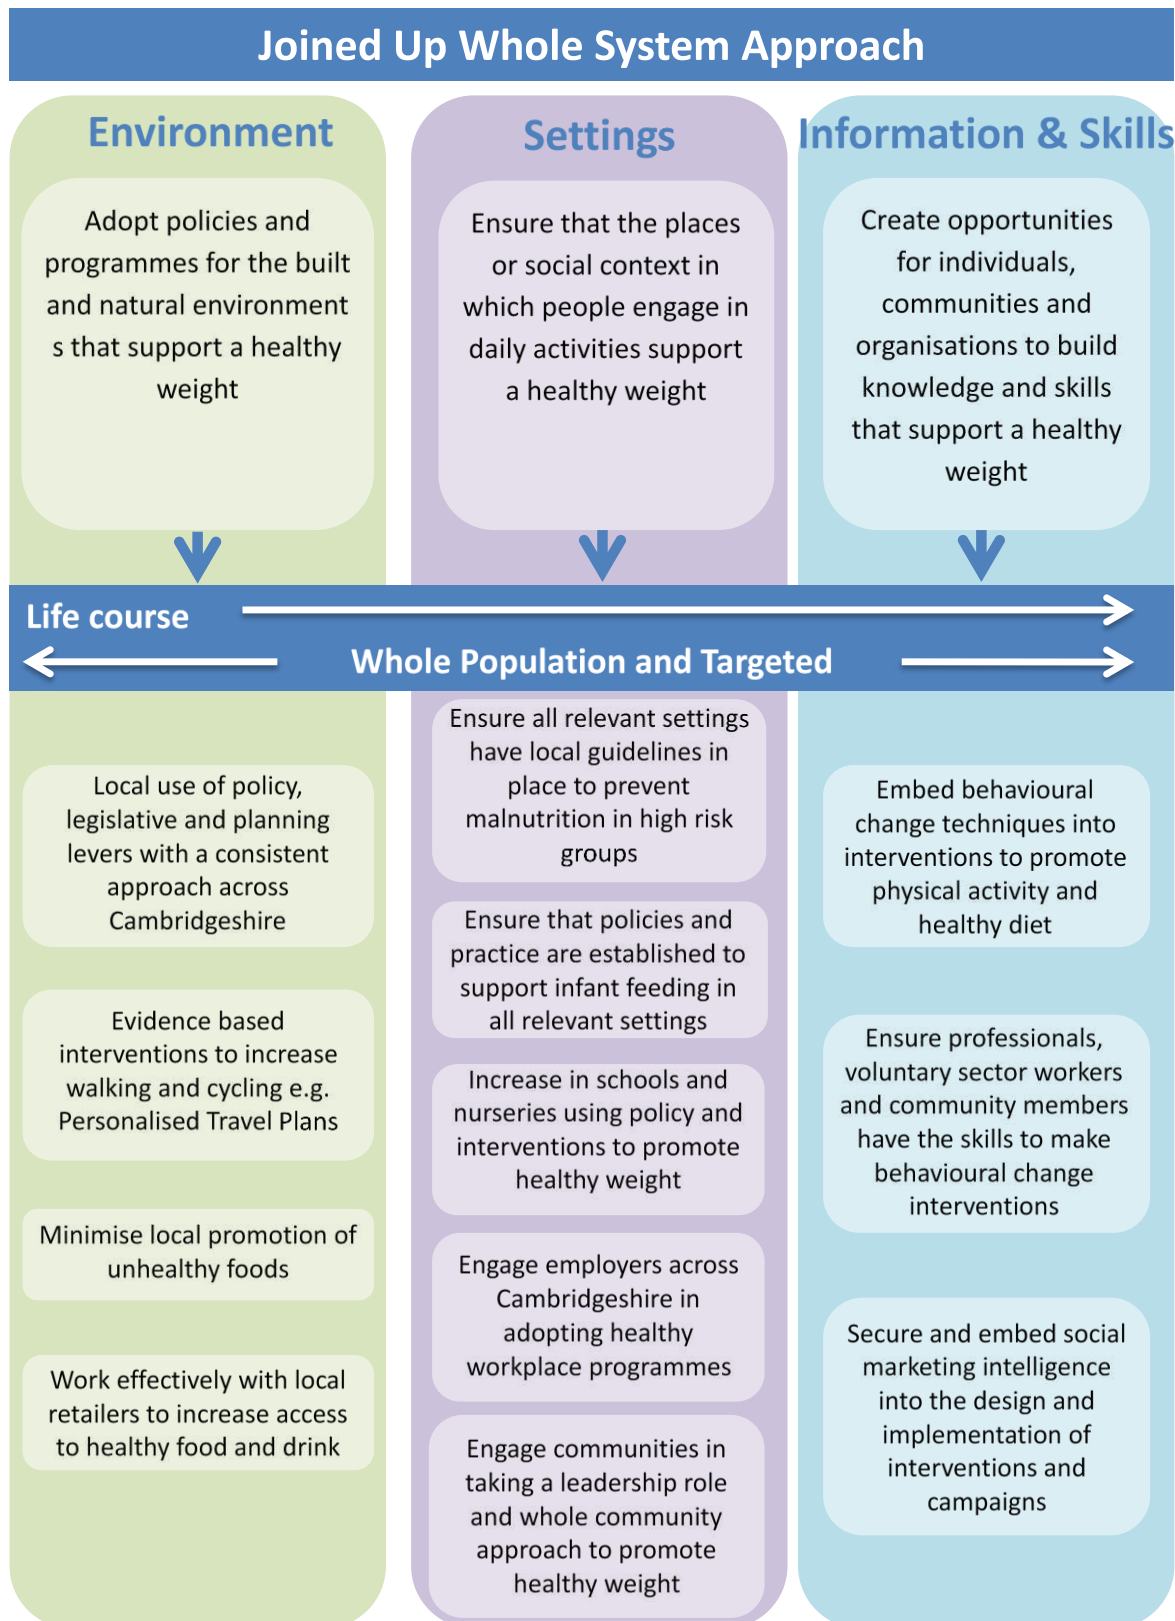 Joined Up Whole System Approach
Environment
Adopt policies and
programmes for the built
and natural environment
s that support a healthy
weight
Settings
Ensure that the places
or social context in
which people engage in
daily activities support
a healthy weight
Information & Skills
Create opportunities
for individuals,
communities and
organisations to build
knowledge and skills
that support a healthy
weight
Life course
Whole Population and Targeted
Local use of policy,
legislative and planning
levers with a consistent
approach across
Cambridgeshire
Evidence based
interventions to increase
walking and cycling e.g.
Personalised Travel Plans
Minimise local promotion of
unhealthy foods
Work effectively with local
retailers to increase access
to healthy food and drink
Ensure all relevant settings
have local guidelines in
place to prevent
malnutrition in high risk
groups
Ensure that policies and
practice are established to
support infant feeding in
all relevant settings
Increase in schools and
nurseries using policy and
interventions to promote
healthy weight
Engage employers across
Cambridgeshire in
adopting healthy
workplace programmes
Engage communities in
taking a leadership role
and whole community
approach to promote
healthy weight
Embed behavioural
change techniques into
interventions to promote
physical activity and
healthy diet
Ensure professionals,
voluntary sector workers
and community members
have the skills to make
behavioural change
interventions
Secure and embed social
marketing intelligence
into the design and
implementation of
interventions and
campaigns